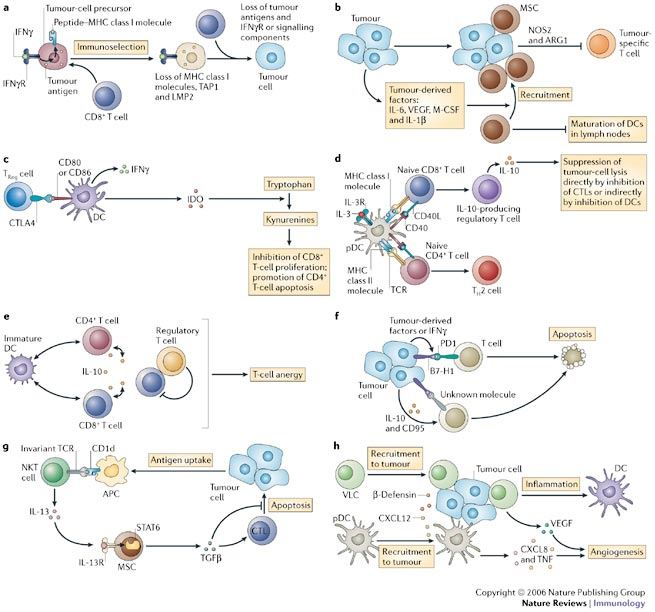 a
Tumour-cell precursor
Peptide–MHC class I molecule
IFNγ
IFNγR
Tumour
antigen
Immunoselection
CD8⁺ T cell
Loss of MHC class I
molecules, TAP1
and LMP2
Loss of tumour
antigens and
IFNγR or signalling
components
Tumour
cell
b
Tumour
MSC
NOS2
and ARG1
Tumour-
specific
T cell
Tumour-derived
factors:
IL-6, VEGF, M-CSF
and IL-1β
Recruitment
Maturation of DCs
in lymph nodes
c
TReg cell
CD80
or CD86
IFNγ
CTLA4
DC
IDO
Tryptophan
Kynurenines
Inhibition of CD8⁺
T-cell proliferation;
promotion of CD4⁺
T-cell apoptosis
d
MHC class I
molecule
Naive CD8⁺ T cell
IL-10
IL-3R
IL-3
CD40L
CD40
IL-10-producing
regulatory T cell
Suppression of
tumour-cell lysis
directly by inhibition
of CTLs or indirectly
by inhibition of DCs
pDC
Naive
CD4⁺ T cell
MHC
class II
molecule
TCR
TH2 cell
e
Immature
DC
CD4⁺ T cell
IL-10
CD8⁺ T cell
Regulatory
T cell
T-cell anergy
f
Tumour-derived
factors or IFNγ
PD1
T cell
B7-H1
Tumour
cell
Unknown molecule
IL-10
and CD95
T cell
Apoptosis
g
Invariant TCR
CD1d
NKT
cell
APC
Antigen uptake
Tumour
cell
IL-13
STAT6
IL-13R
MSC
TGFβ
CTL
Apoptosis
h
Recruitment
to tumour
VLC
Tumour cell
β-Defensin
Inflammation
DC
CXCL12
pDC
VEGF
Recruitment
to tumour
CXCL8
and TNF
Angiogenesis
Copyright © 2006 Nature Publishing Group
Nature Reviews | Immunology